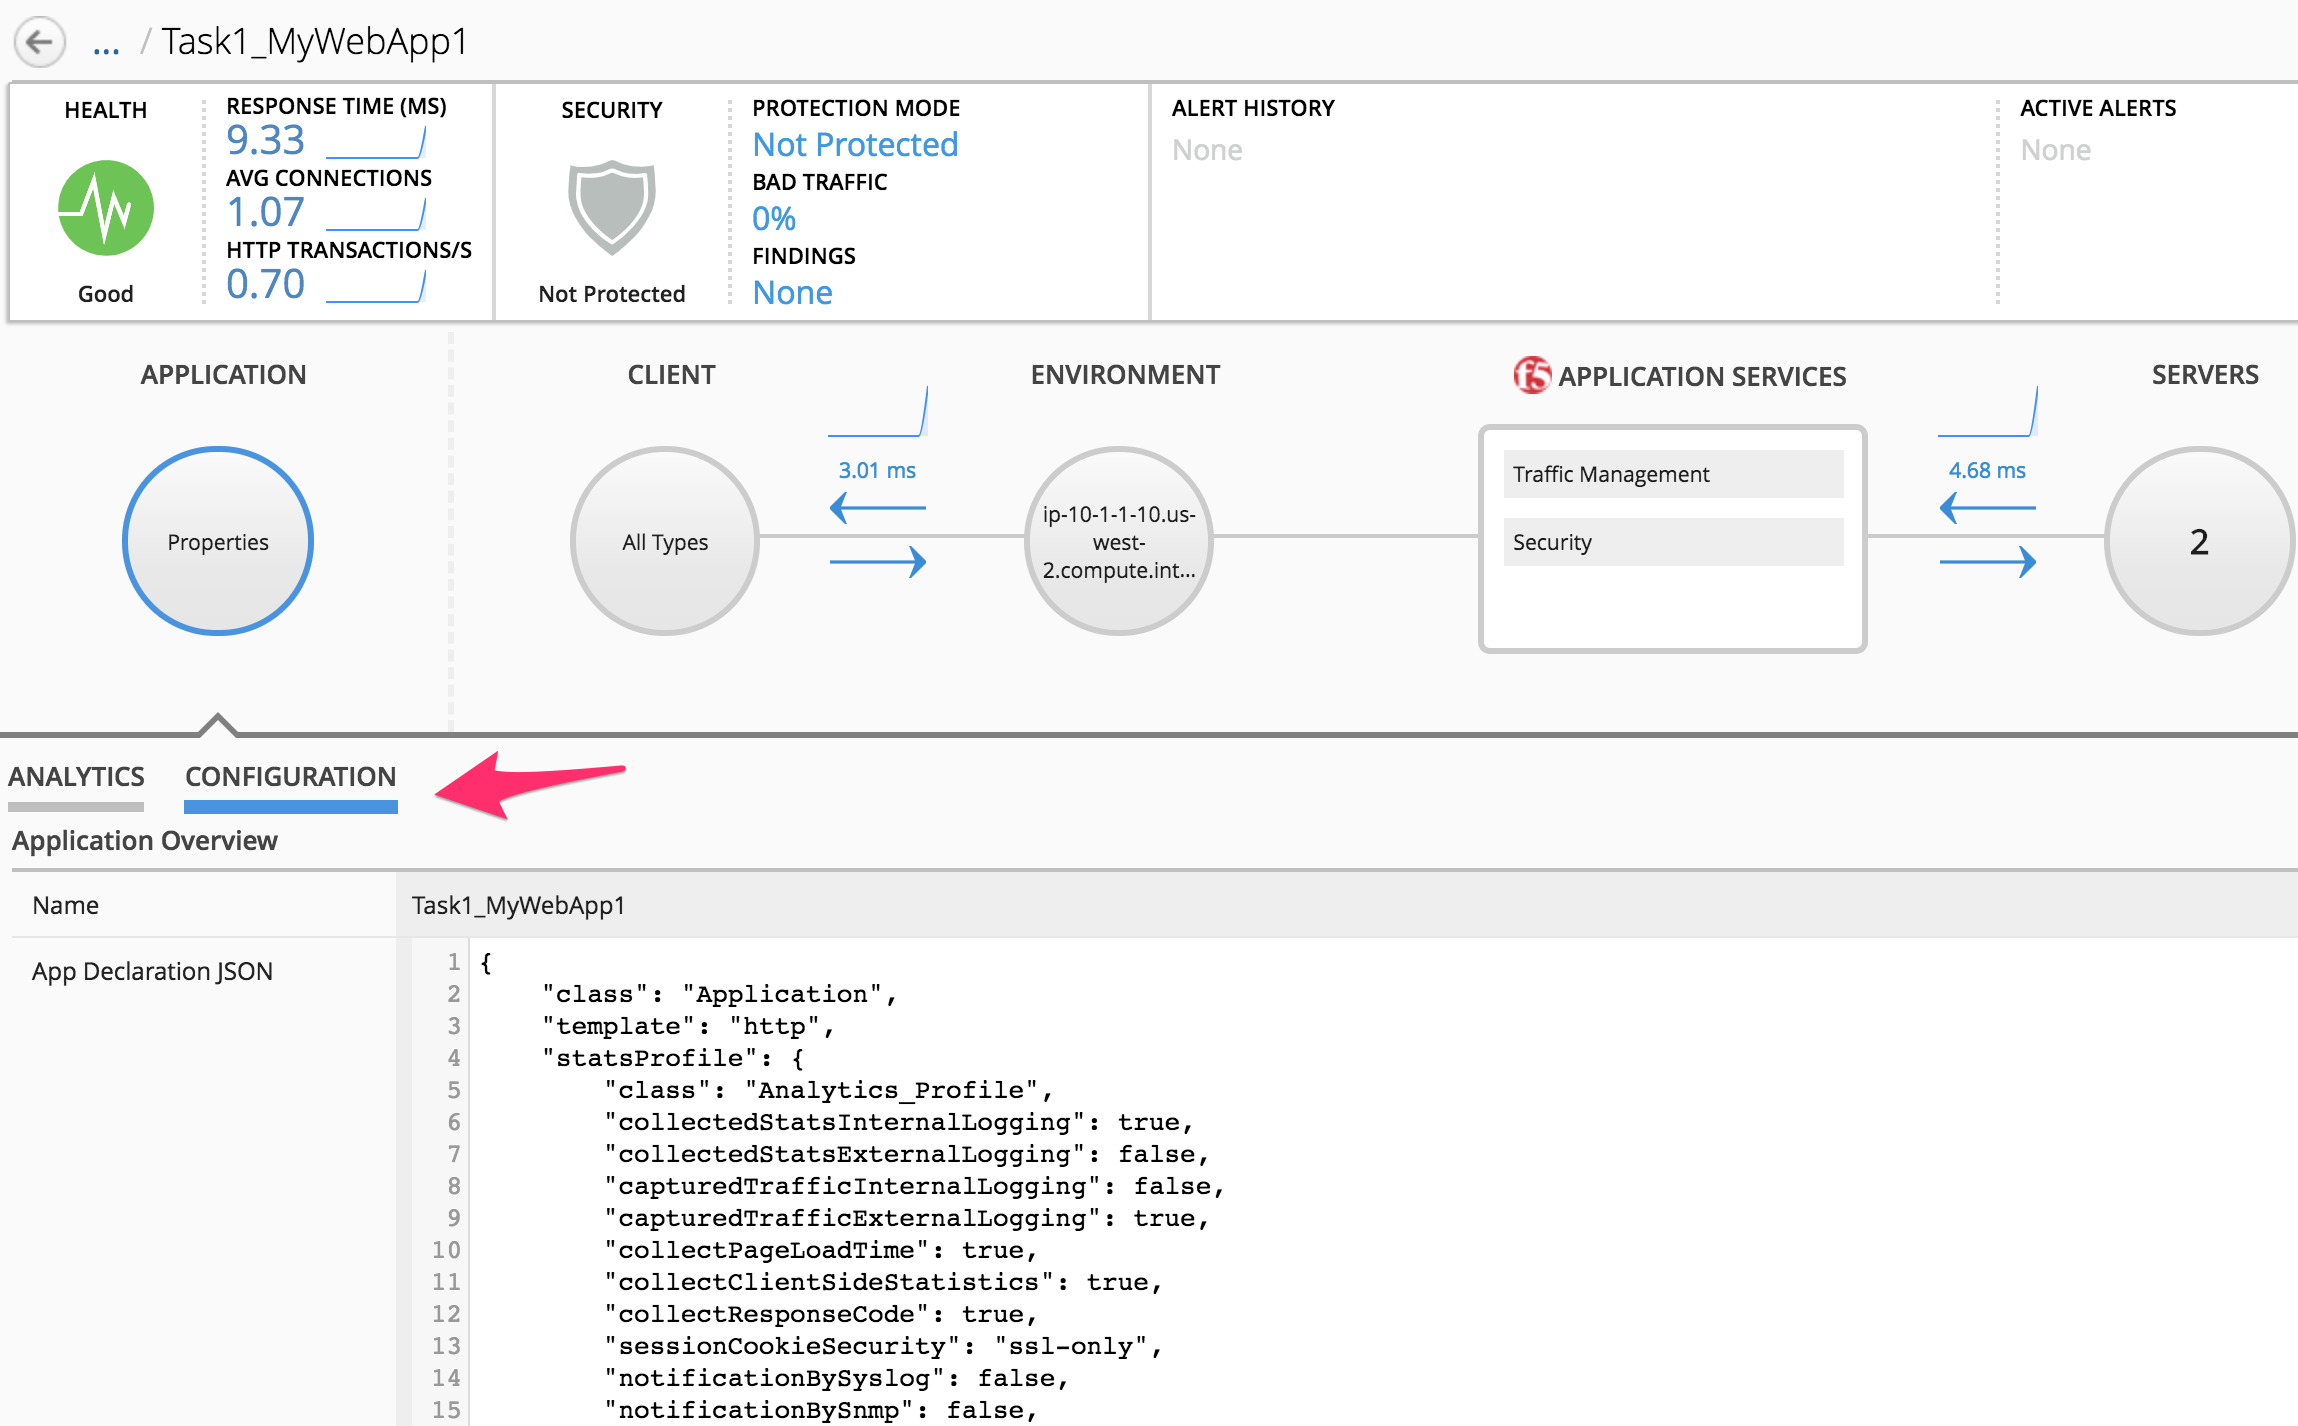 ... / Task1_MyWebApp1
HEALTH
Good
RESPONSE TIME (MS)
9.33
AVG CONNECTIONS
1.07
HTTP TRANSACTIONS/S
0.70
SECURITY
Not Protected
PROTECTION MODE
Not Protected
BAD TRAFFIC
0%
FINDINGS
None
ALERT HISTORY
None
ACTIVE ALERTS
None
APPLICATION
Properties
CLIENT
All Types
3.01 ms
ENVIRONMENT
ip-10-1-1-10.us-
west-
2.compute.int...
f5 APPLICATION SERVICES
Traffic Management
Security
4.68 ms
SERVERS
2
ANALYTICS CONFIGURATION
Application Overview
Name Task1_MyWebApp1
App Declaration JSON
1 {
2 "class": "Application",
3 "template": "http",
4 "statsProfile": {
5 "class": "Analytics_Profile",
6 "collectedStatsInternalLogging": true,
7 "collectedStatsExternalLogging": false,
8 "capturedTrafficInternalLogging": false,
9 "capturedTrafficExternalLogging": true,
10 "collectPageLoadTime": true,
11 "collectClientSideStatistics": true,
12 "collectResponseCode": true,
13 "sessionCookieSecurity": "ssl-only",
14 "notificationBySyslog": false,
15 "notificationBySnmp": false,